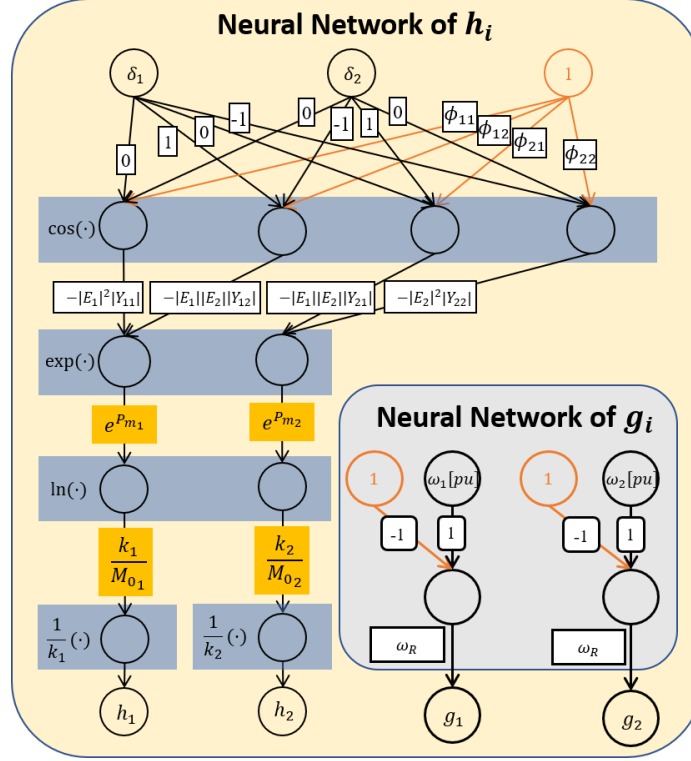 Neural Network of h_i
δ_1 δ_2 1
0 1 0 -1 0 -1 1 0 ϕ_11 ϕ_12 ϕ_21 ϕ_22
cos(·)
−|E_1|^2|Y_11| −|E_1||E_2||Y_12| −|E_1||E_2||Y_21| −|E_2|^2|Y_22|
exp(·)
e^{P_{m_1}} e^{P_{m_2}}
ln(·)
k_1/M_{0_1} k_2/M_{0_2}
1/k_1 (·) 1/k_2 (·)
h_1 h_2
Neural Network of g_i
1 ω_1[pu] 1 ω_2[pu]
-1 1 -1 1
ω_R ω_R
g_1 g_2